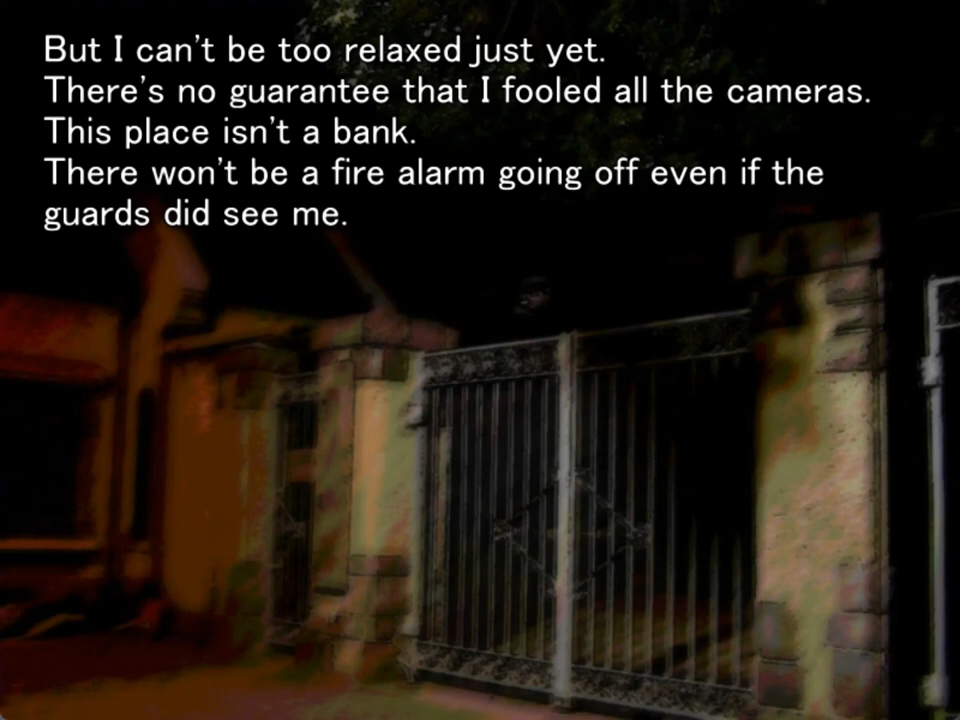 But I can't be too relaxed just yet.
There's no guarantee that I fooled all the cameras.
This place isn't a bank.
There won't be a fire alarm going off even if the
guards did see me.